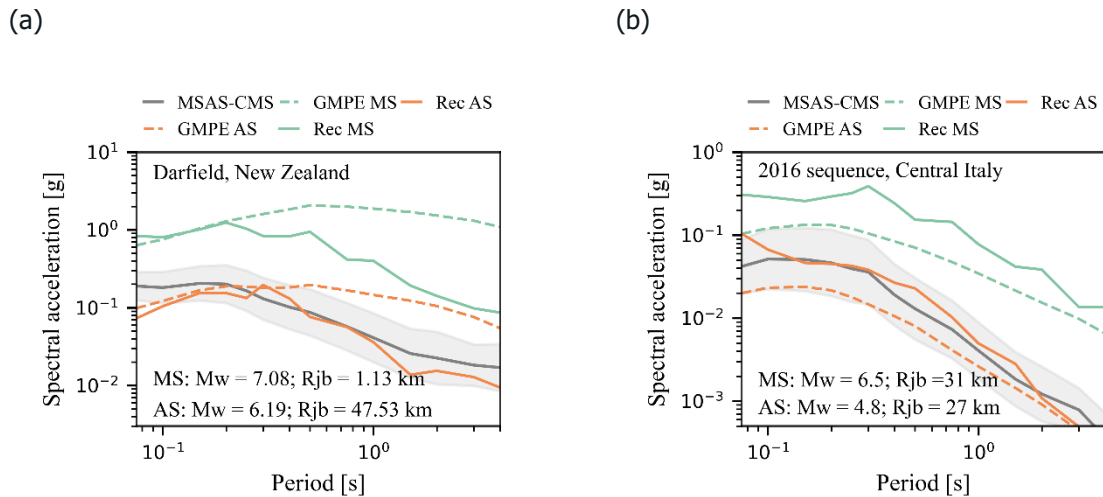 (a)
MSAS-CMS GMPE MS Rec AS
GMPE AS Rec MS
Spectral acceleration [g]
10^1
10^0
10^-1
10^-2
Darfield, New Zealand
MS: Mw = 7.08; Rjb = 1.13 km
AS: Mw = 6.19; Rjb = 47.53 km
10^-1 10^0
Period [s]
(b)
MSAS-CMS GMPE MS Rec AS
GMPE AS Rec MS
Spectral acceleration [g]
10^0
10^-1
10^-2
10^-3
2016 sequence, Central Italy
MS: Mw = 6.5; Rjb =31 km
AS: Mw = 4.8; Rjb = 27 km
10^-1 10^0
Period [s]